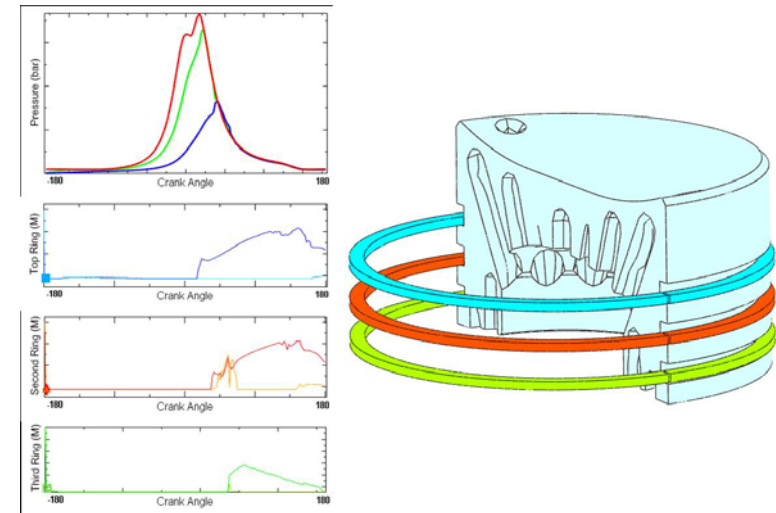 Pressure (bar)
-180
Crank Angle
180
Top Ring (M)
-180
Crank Angle
180
Second Ring (M)
-180
Crank Angle
180
Third Ring (M)
-180
Crank Angle
180